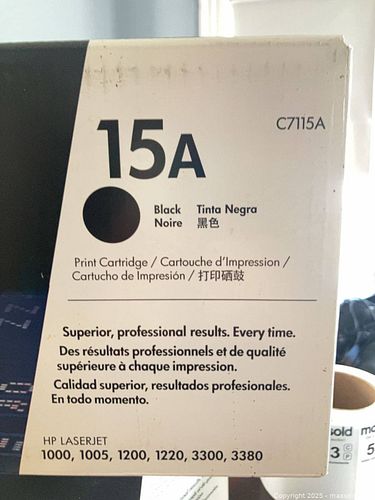 C7115A
15A
Black Tinta Negra
Noire 黑色
Print Cartridge / Cartouche d'Impression /
Cartucho de Impresión / 打印硒鼓
Superior, professional results. Every time.
Des résultats professionnels et de qualité
supérieure à chaque impression.
Calidad superior, resultados profesionales.
En todo momento.
HP LASERJET
1000, 1005, 1200, 1220, 3300, 3380
Copyright 2025